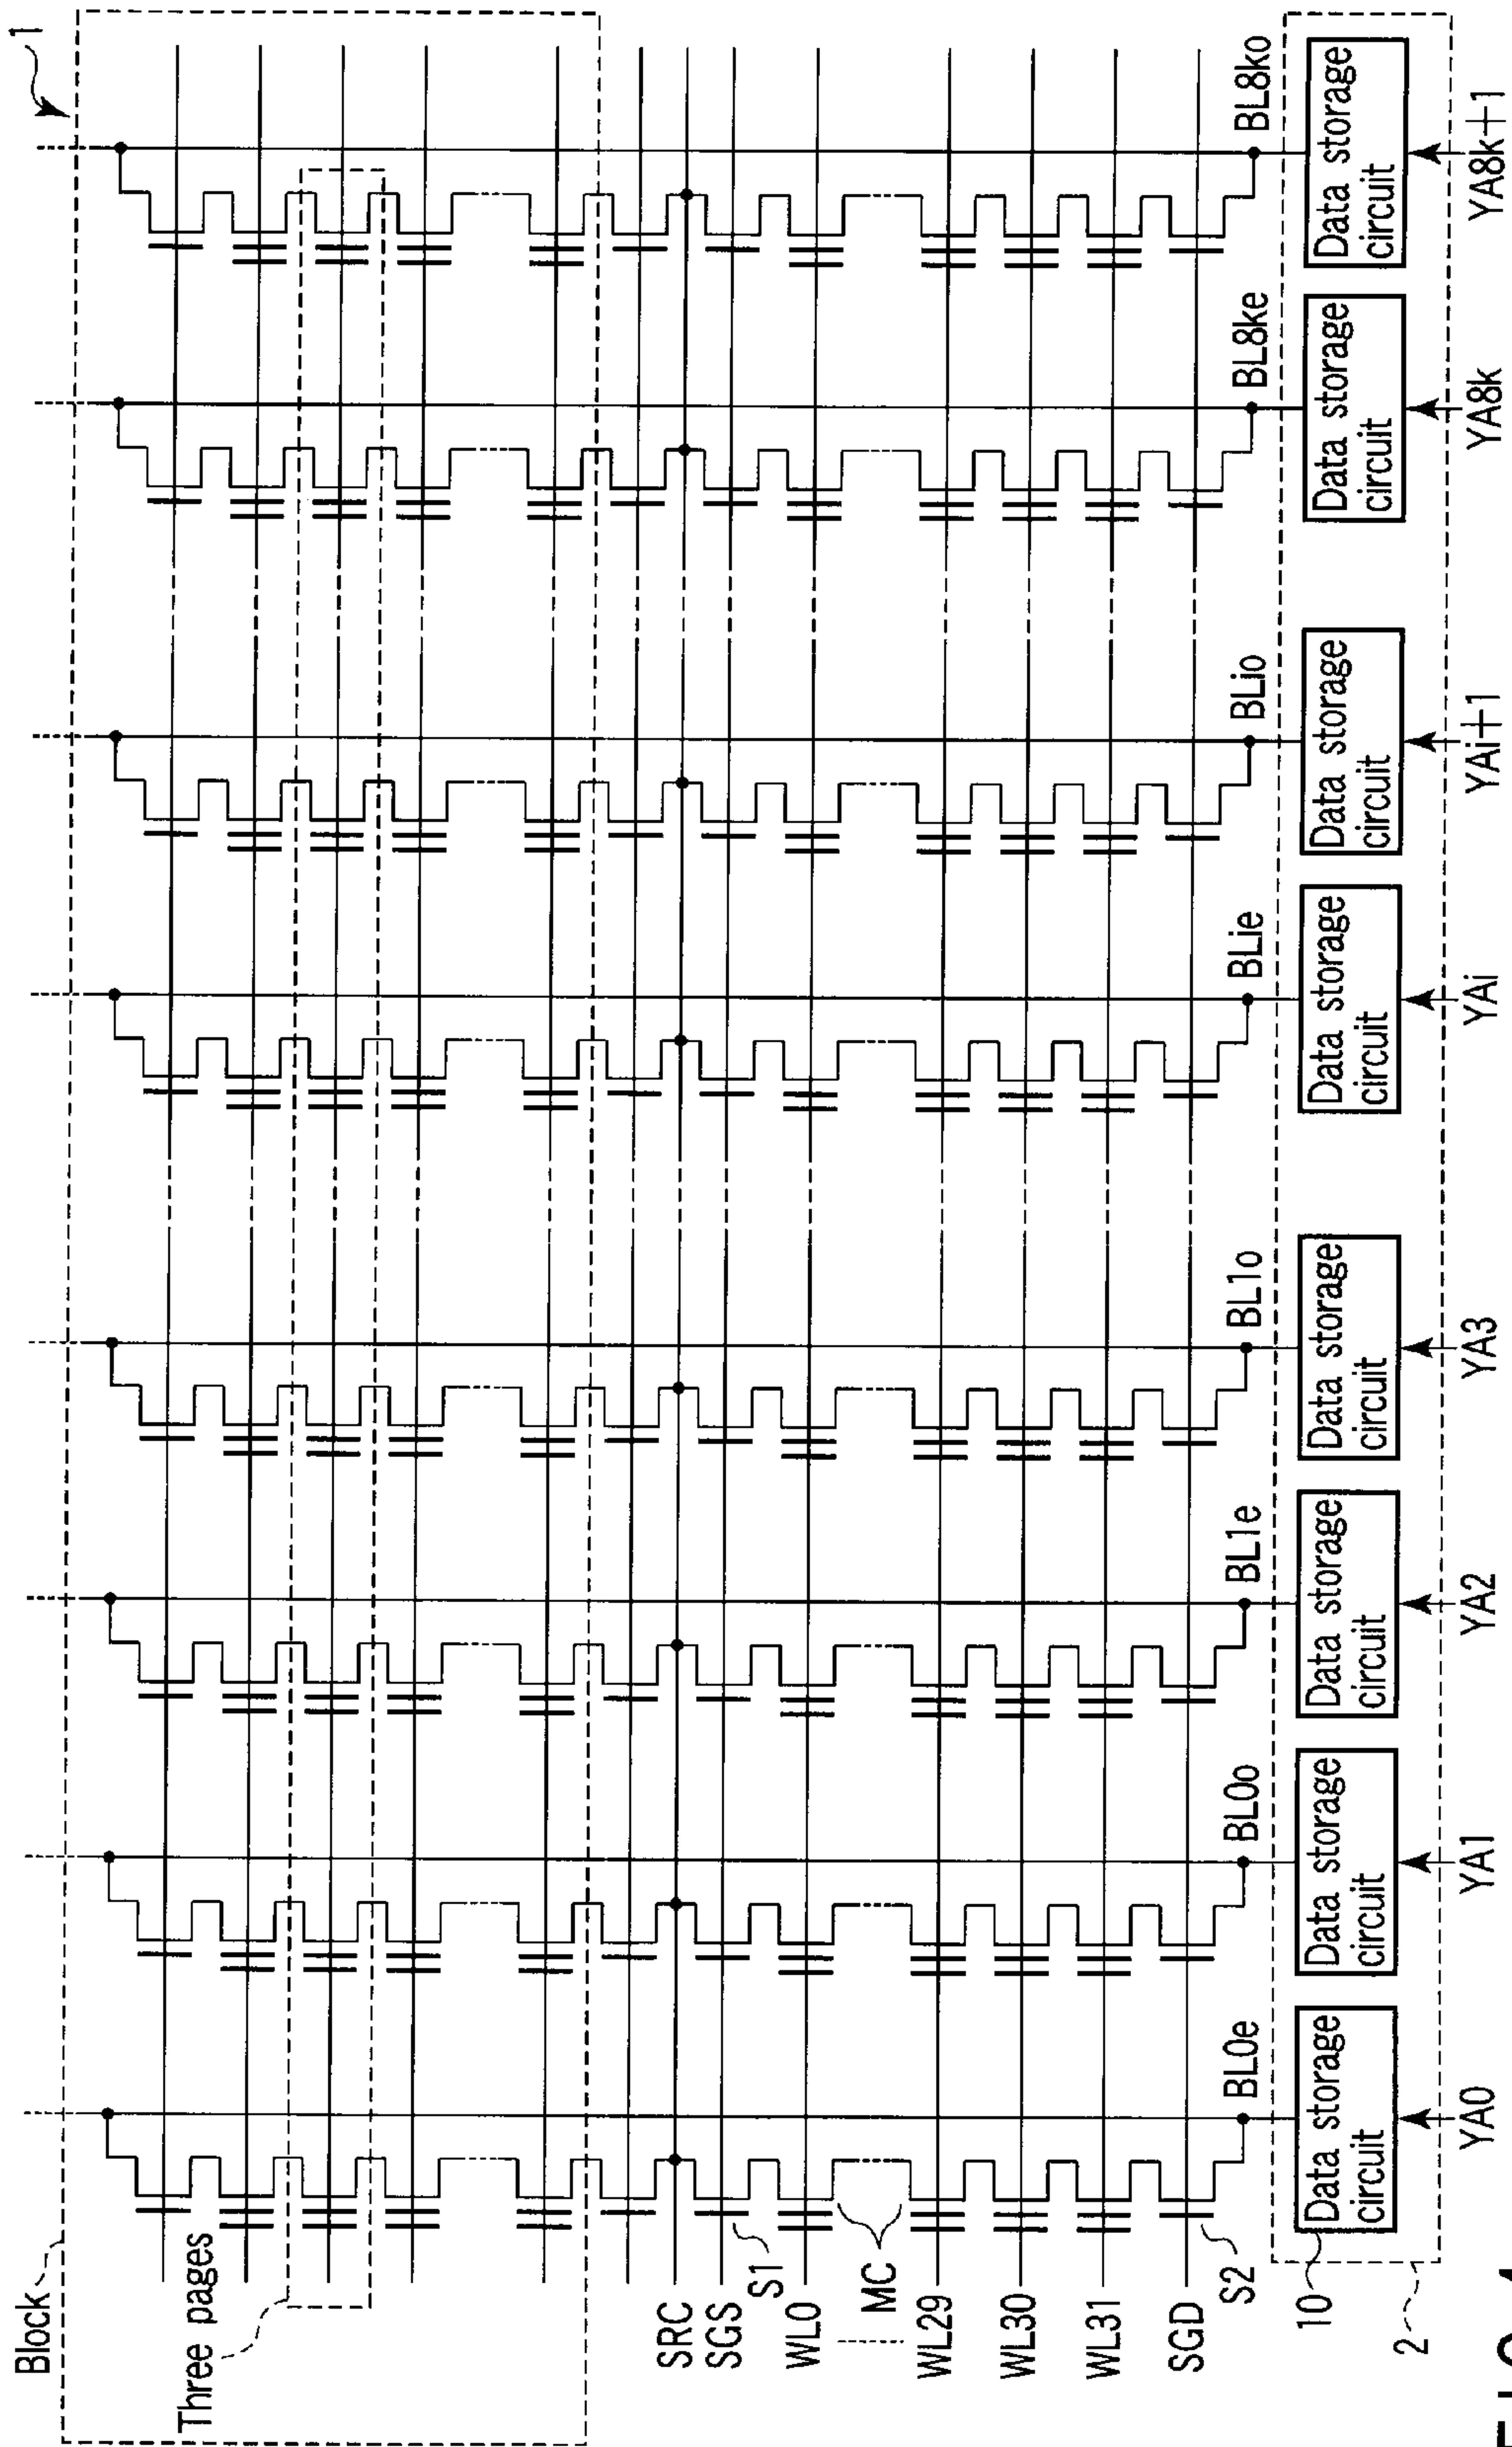 1
Block
Three pages
SRC
SGS
S1
WL0
MC
WL29
WL30
WL31
SGD
S2
BL0e
BL0o
BL1e
BL1o
BLie
BLio
BL8ke
BL8ko
10
Data storage
circuit
Data storage
circuit
Data storage
circuit
Data storage
circuit
Data storage
circuit
Data storage
circuit
Data storage
circuit
Data storage
circuit
2
YA0
YA1
YA2
YA3
YAi
YAi+1
YA8k
YA8k+1